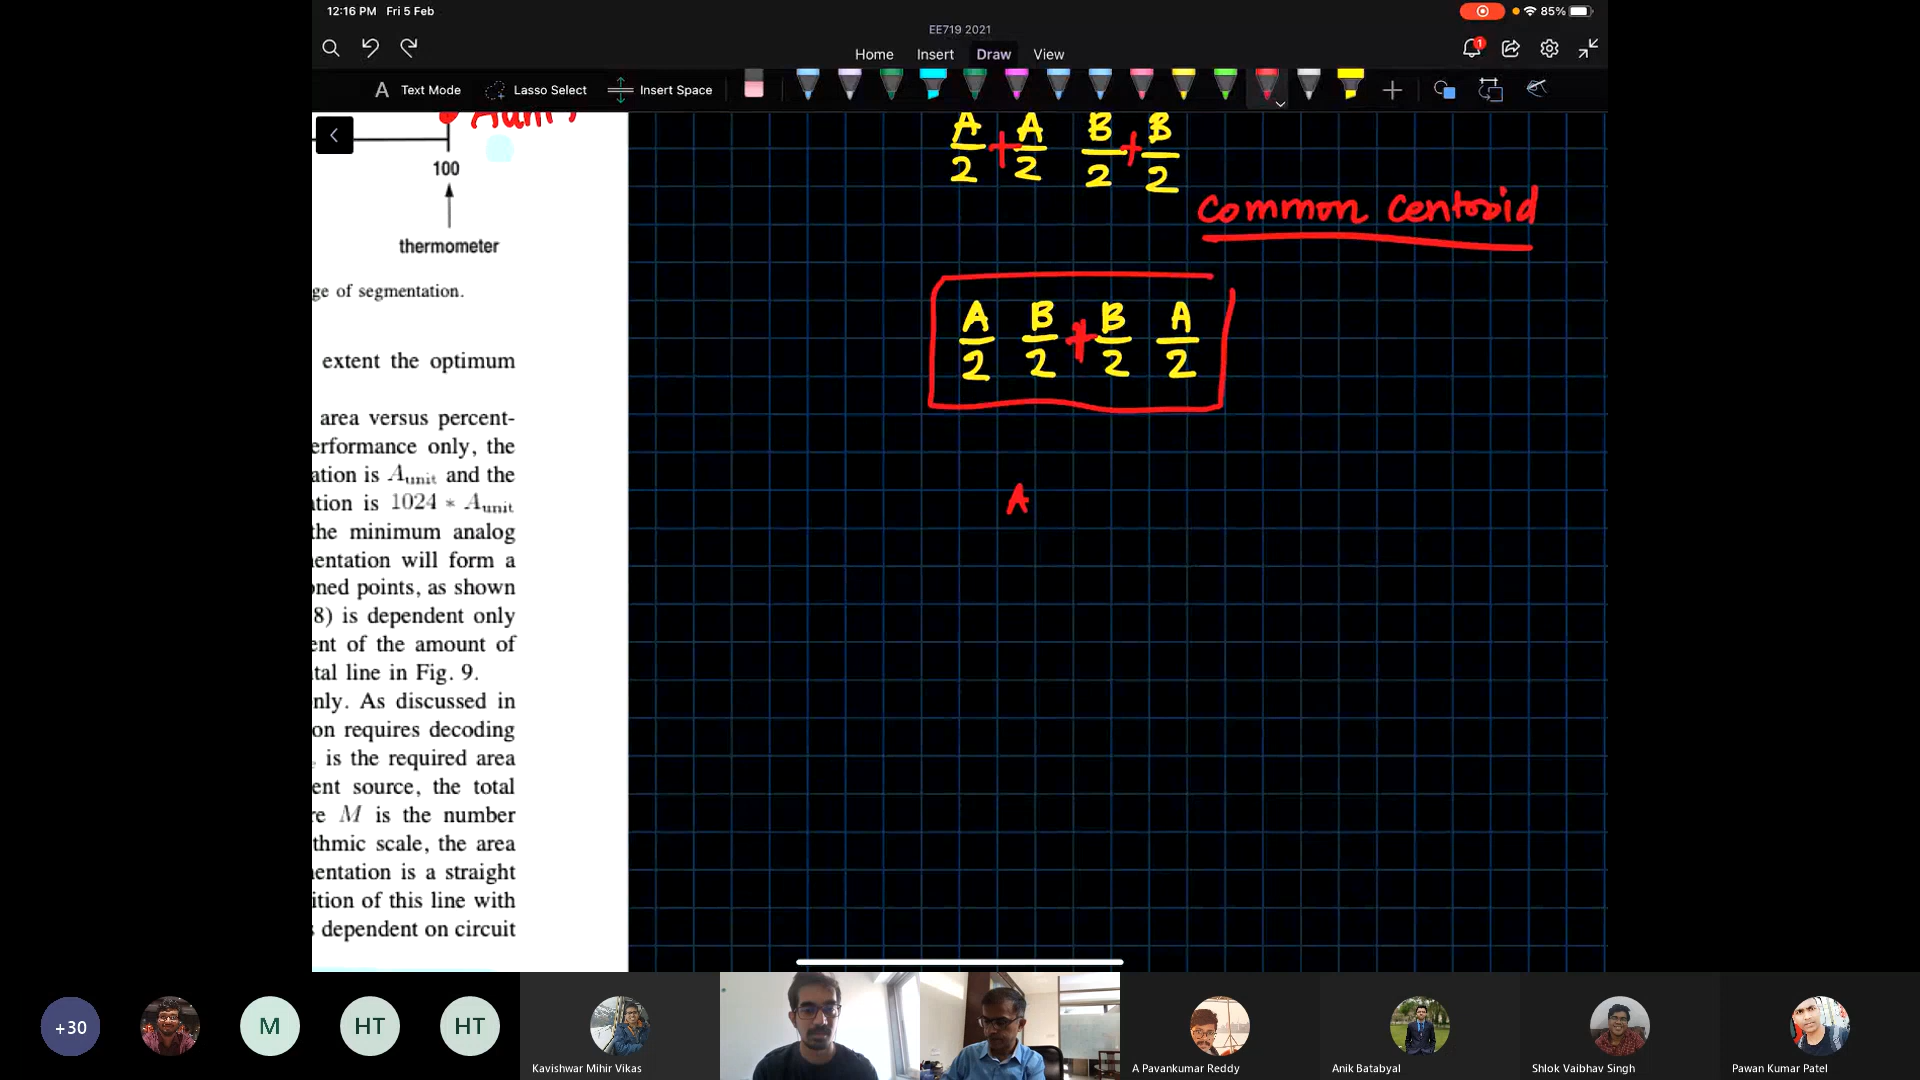 12:16 PM Fri 5 Feb
85%
EE719 2021
Home Insert Draw View
1
A Text Mode Lasso Select Insert Space
Aunit
100
thermometer
ge of segmentation.
extent the optimum
area versus percent-
erformance only, the
ation is A_unit and the
tion is 1024 * A_unit
the minimum analog
entation will form a
oned points, as shown
8) is dependent only
ent of the amount of
tal line in Fig. 9.
nly. As discussed in
on requires decoding
is the required area
ent source, the total
re M is the number
thmic scale, the area
entation is a straight
ition of this line with
s dependent on circuit
A/2 + A/2 B/2 + B/2
Common Centroid
A/2 B/2 + B/2 A/2
A
+30
M
HT
HT
Kavishwar Mihir Vikas
A Pavankumar Reddy
Anik Batabyal
Shlok Vaibhav Singh
Pawan Kumar Patel